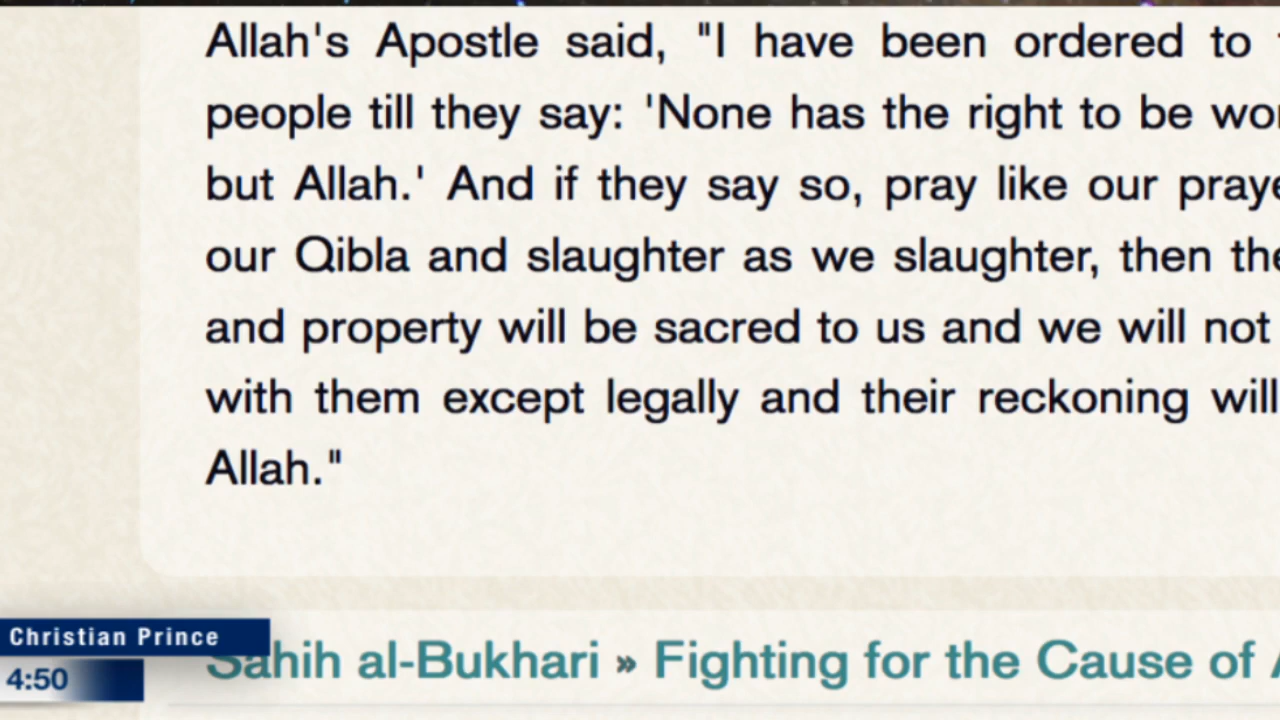 Allah's Apostle said, "I have been ordered to
people till they say: 'None has the right to be
but Allah.' And if they say so, pray like our
our Qibla and slaughter as we slaughter, then
and property will be sacred to us and we will not
with them except legally and their reckoning will
Allah."
Christian Prince
Sahih al-Bukhari » Fighting for the Cause of
4:50